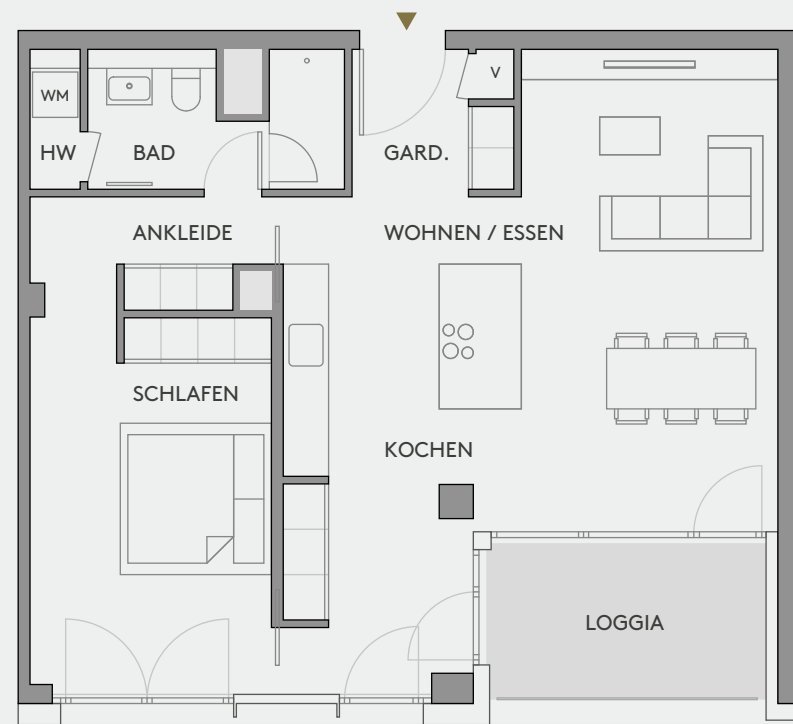 V
WM
HW
BAD
GARD.
ANKLEIDE
WOHNEN / ESSEN
SCHLAFEN
KOCHEN
LOGGIA